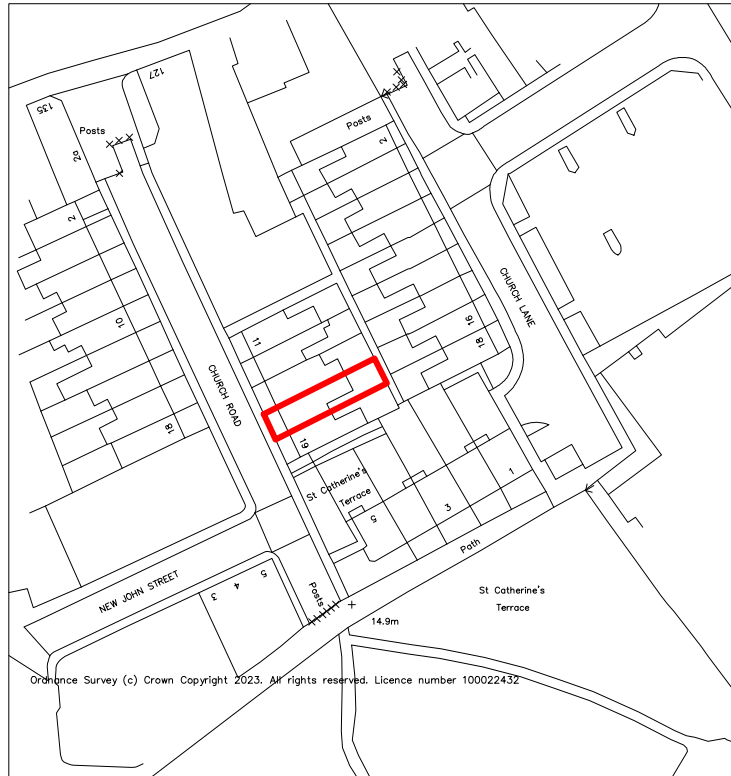 135
127
Posts
2a
2
Posts
2
CHURCH LANE
10
11
16
18
CHURCH ROAD
18
19
St Catherine's
Terrace
1
3
5
Path
NEW JOHN STREET
3
4
5
Posts
St Catherine's
Terrace
14.9m
Ordnance Survey (c) Crown Copyright 2023. All rights reserved. Licence number 100022432